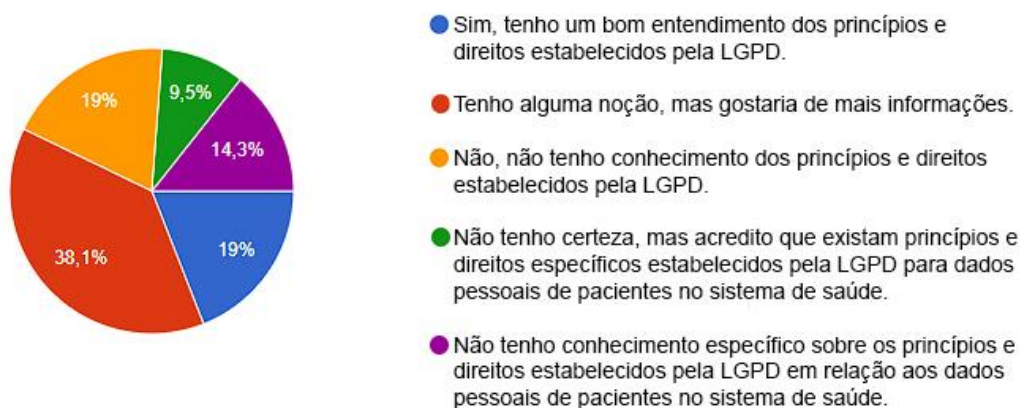 Sim, tenho um bom entendimento dos princípios e
direitos estabelecidos pela LGPD.
Tenho alguma noção, mas gostaria de mais informações.
Não, não tenho conhecimento dos princípios e direitos
estabelecidos pela LGPD.
Não tenho certeza, mas acredito que existam princípios e
direitos específicos estabelecidos pela LGPD para dados
pessoais de pacientes no sistema de saúde.
Não tenho conhecimento específico sobre os princípios e
direitos estabelecidos pela LGPD em relação aos dados
pessoais de pacientes no sistema de saúde.
19%
9,5%
14,3%
38,1%
19%